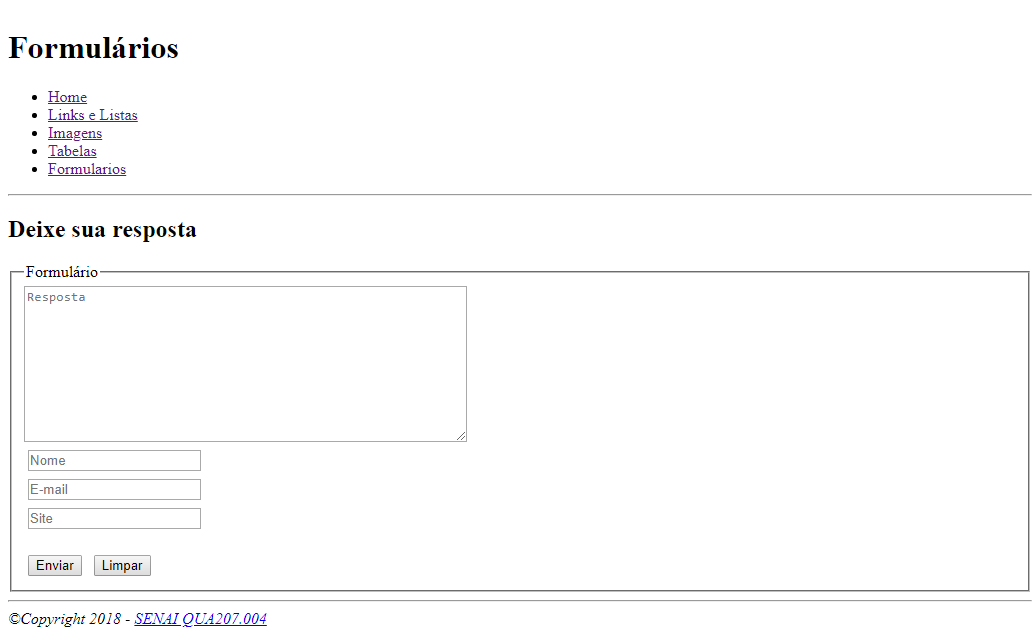 Formulários
Home
Links e Listas
Imagens
Tabelas
Formularios
Deixe sua resposta
Formulário
Resposta
Nome
E-mail
Site
Enviar Limpar
©Copyright 2018 - SENAI QUA207.004